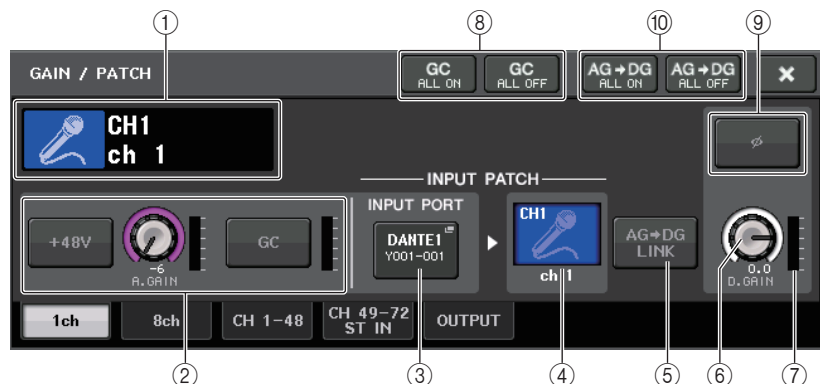 ① ⑧ ⑩ ⑨
GAIN / PATCH
GC
ALL ON
GC
ALL OFF
AG→DG
ALL ON
AG→DG
ALL OFF
×
CH1
ch 1
ø
INPUT PATCH
INPUT PORT
+48V
-6
A.GAIN
GC
DANTE1
Y001-001
CH1
ch 1
AG→DG
LINK
0.0
D.GAIN
1ch
8ch
CH 1-48
CH 49-72
ST IN
OUTPUT
② ③ ④ ⑤ ⑥ ⑦